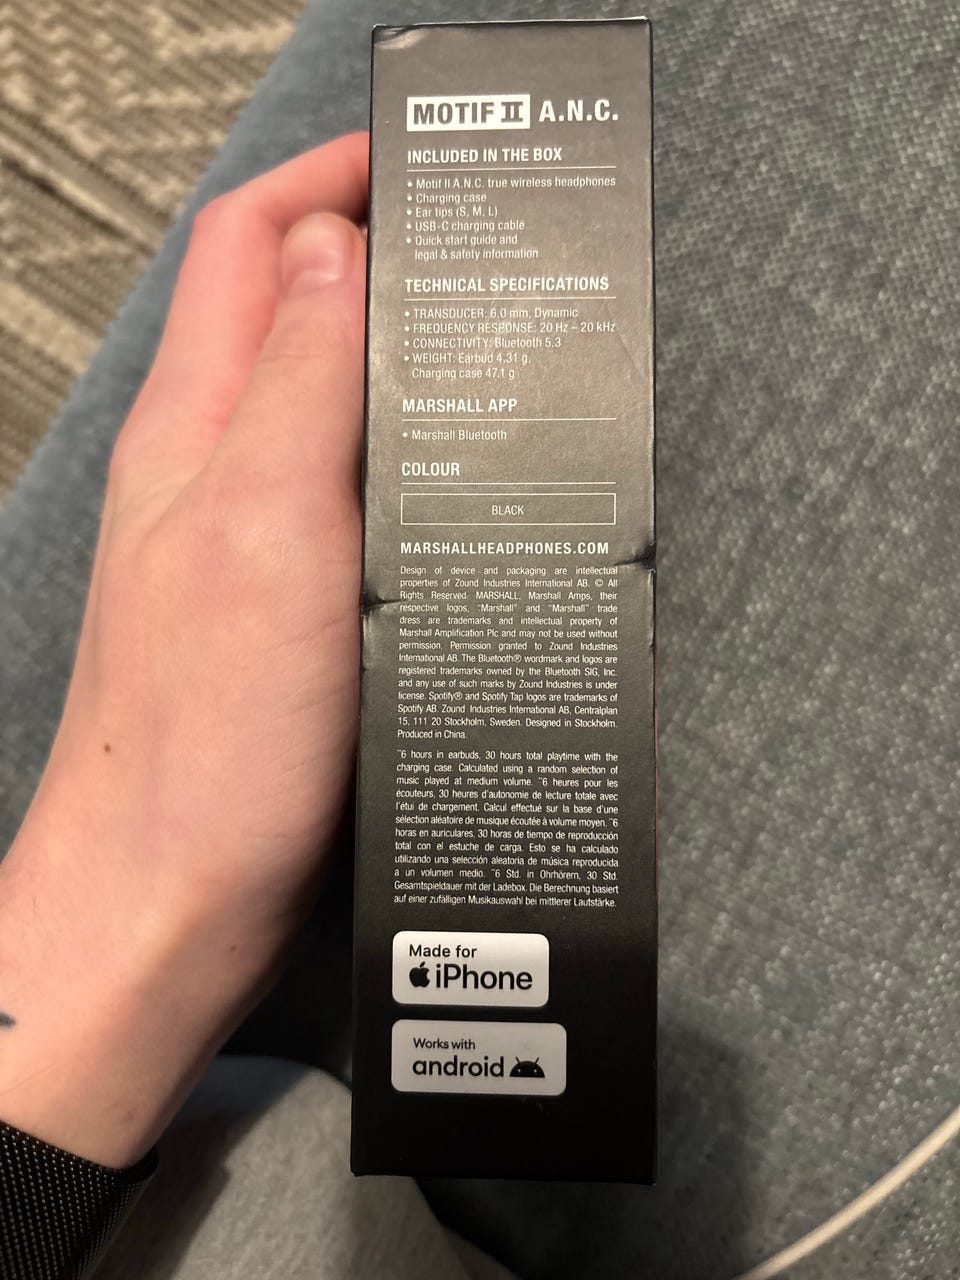 MOTIF II A.N.C.
INCLUDED IN THE BOX
• Motif II A.N.C. true wireless headphones
• Charging case
• Ear tips (S, M, L)
• USB-C charging cable
• Quick start guide and
legal & safety information
TECHNICAL SPECIFICATIONS
• TRANSDUCER: 6.0 mm, Dynamic
• FREQUENCY RESPONSE: 20 Hz – 20 kHz
• CONNECTIVITY: Bluetooth 5.3
• WEIGHT: Earbud 4.31 g,
Charging case 47.1 g
MARSHALL APP
• Marshall Bluetooth
COLOUR
BLACK
MARSHALLHEADPHONES.COM
Design of device and packaging are intellectual
properties of Zound Industries International AB. © All
Rights Reserved. MARSHALL, Marshall Amps, their
respective logos, “Marshall” and “Marshall” trade
dress are trademarks and intellectual property of
Marshall Amplification Plc and may not be used without
permission. Permission granted to Zound Industries
International AB. The Bluetooth® wordmark and logos are
registered trademarks owned by the Bluetooth SIG, Inc.
and any use of such marks by Zound Industries is under
license. Spotify® and Spotify Tap logos are trademarks of
Spotify AB. Zound Industries International AB, Centralplan
15, 111 20 Stockholm, Sweden. Designed in Stockholm.
Produced in China.
~6 hours in earbuds, 30 hours total playtime with the
charging case. Calculated using a random selection of
music played at medium volume. ~6 heures pour les
écouteurs, 30 heures d'autonomie de lecture totale avec
l'étui de chargement. Calcul effectué sur la base d'une
sélection aléatoire de musique écoutée à volume moyen. ~6
horas en auriculares, 30 horas de tiempo de reproducción
total con el estuche de carga. Esto se ha calculado
utilizando una selección aleatoria de música reproducida
a un volumen medio. ~6 Std. in Ohrhörern, 30 Std.
Gesamtspieldauer mit der Ladebox. Die Berechnung basiert
auf einer zufälligen Musikauswahl bei mittlerer Lautstärke.
Made for
iPhone
Works with
android